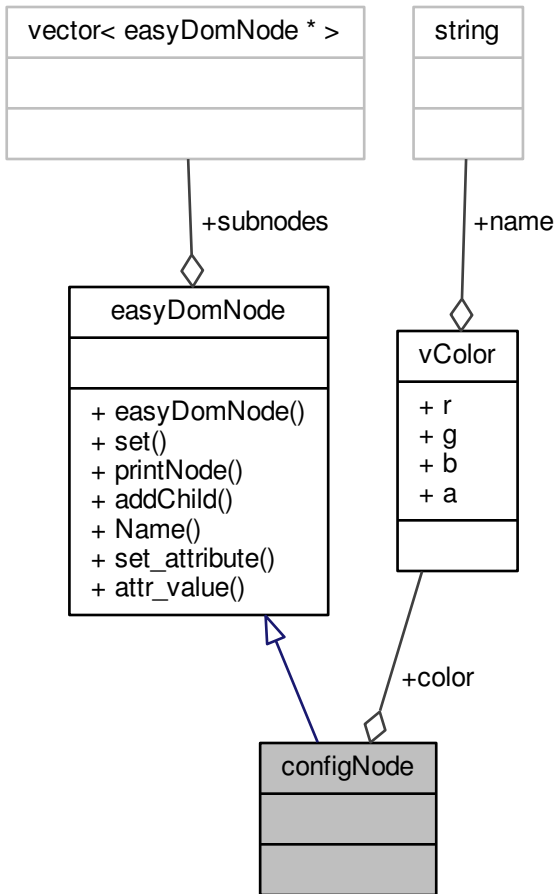 vector< easyDomNode * >
string
+subnodes
+name
easyDomNode
+ easyDomNode()
+ set()
+ printNode()
+ addChild()
+ Name()
+ set_attribute()
+ attr_value()
vColor
+ r
+ g
+ b
+ a
+color
configNode